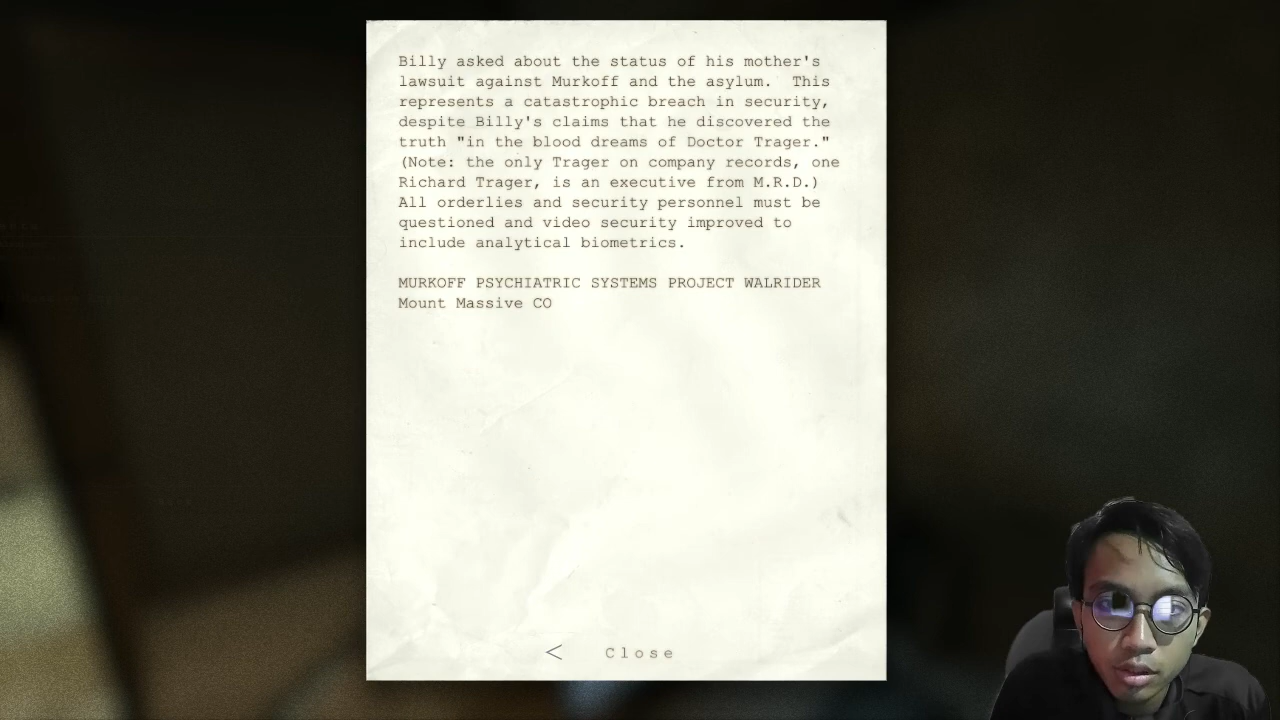 Billy asked about the status of his mother's
lawsuit against Murkoff and the asylum.  This
represents a catastrophic breach in security,
despite Billy's claims that he discovered the
truth "in the blood dreams of Doctor Trager."
(Note: the only Trager on company records, one
Richard Trager, is an executive from M.R.D.)
All orderlies and security personnel must be
questioned and video security improved to
include analytical biometrics.

MURKOFF PSYCHIATRIC SYSTEMS PROJECT WALRIDER
Mount Massive CO

< Close